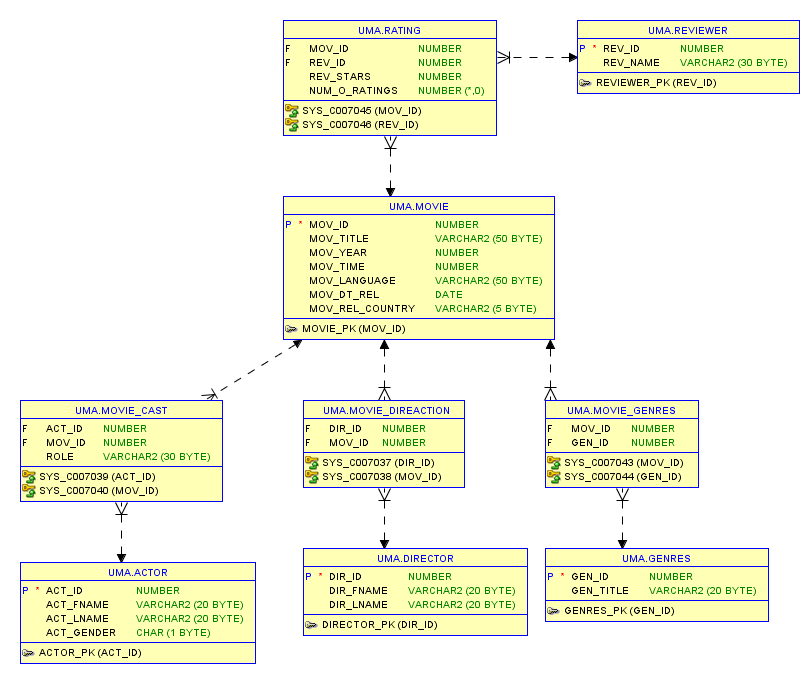 UMA.RATING
F MOV_ID NUMBER
F REV_ID NUMBER
REV_STARS NUMBER
NUM_O_RATINGS NUMBER (*,0)
SYS_C007045 (MOV_ID)
SYS_C007046 (REV_ID)
UMA.REVIEWER
P * REV_ID NUMBER
REV_NAME VARCHAR2 (30 BYTE)
REVIEWER_PK (REV_ID)
UMA.MOVIE
P * MOV_ID NUMBER
MOV_TITLE VARCHAR2 (50 BYTE)
MOV_YEAR NUMBER
MOV_TIME NUMBER
MOV_LANGUAGE VARCHAR2 (50 BYTE)
MOV_DT_REL DATE
MOV_REL_COUNTRY VARCHAR2 (5 BYTE)
MOVIE_PK (MOV_ID)
UMA.MOVIE_CAST
F ACT_ID NUMBER
F MOV_ID NUMBER
ROLE VARCHAR2 (30 BYTE)
SYS_C007039 (ACT_ID)
SYS_C007040 (MOV_ID)
UMA.MOVIE_DIREACTION
F DIR_ID NUMBER
F MOV_ID NUMBER
SYS_C007037 (DIR_ID)
SYS_C007038 (MOV_ID)
UMA.MOVIE_GENRES
F MOV_ID NUMBER
F GEN_ID NUMBER
SYS_C007043 (MOV_ID)
SYS_C007044 (GEN_ID)
UMA.ACTOR
P * ACT_ID NUMBER
ACT_FNAME VARCHAR2 (20 BYTE)
ACT_LNAME VARCHAR2 (20 BYTE)
ACT_GENDER CHAR (1 BYTE)
ACTOR_PK (ACT_ID)
UMA.DIRECTOR
P * DIR_ID NUMBER
DIR_FNAME VARCHAR2 (20 BYTE)
DIR_LNAME VARCHAR2 (20 BYTE)
DIRECTOR_PK (DIR_ID)
UMA.GENRES
P * GEN_ID NUMBER
GEN_TITLE VARCHAR2 (20 BYTE)
GENRES_PK (GEN_ID)